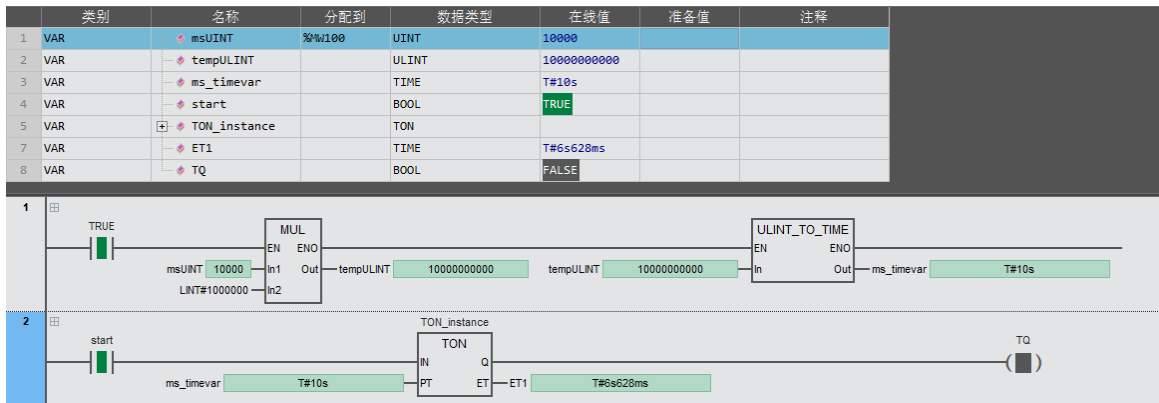 类别 名称 分配到 数据类型 在线值 准备值 注释
1 VAR msUINT %MW100 UINT 10000
2 VAR tempULINT ULINT 10000000000
3 VAR ms_timevar TIME T#10s
4 VAR start BOOL TRUE
5 VAR TON_instance TON
7 VAR ET1 TIME T#6s628ms
8 VAR TQ BOOL FALSE
1
TRUE MUL ULINT_TO_TIME
EN ENO EN ENO
msUINT 10000 In1 Out tempULINT 10000000000 tempULINT 10000000000 In Out ms_timevar T#10s
LINT#1000000 In2
2 TON_instance
start TON TQ
IN Q
ms_timevar T#10s PT ET ET1 T#6s628ms